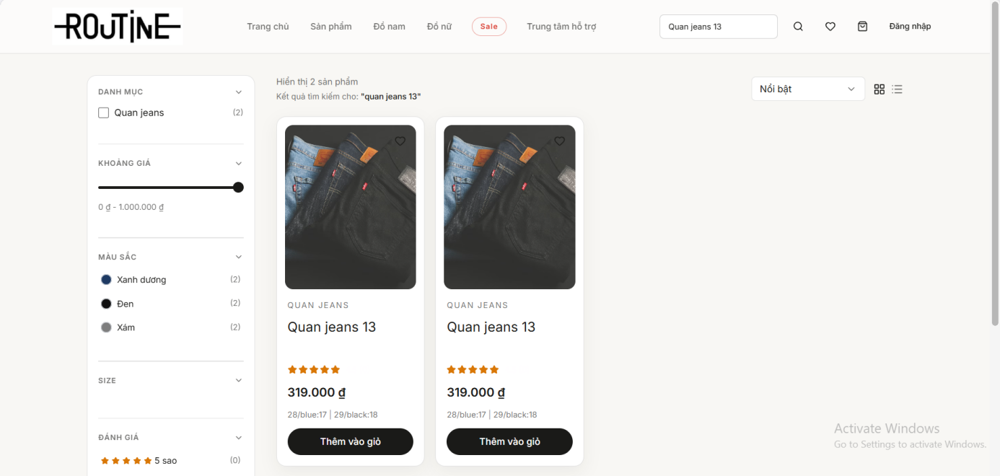 ROUTINE
Trang chủ Sản phẩm Đồ nam Đồ nữ Sale Trung tâm hỗ trợ Quan jeans 13 Đăng nhập
DANH MỤC
Quan jeans (2)
KHOẢNG GIÁ
0 ₫ - 1.000.000 ₫
MÀU SẮC
Xanh dương (2)
Đen (2)
Xám (2)
SIZE
ĐÁNH GIÁ
5 sao (0)
Hiển thị 2 sản phẩm
Kết quả tìm kiếm cho: "quan jeans 13"
Nổi bật
QUAN JEANS
Quan jeans 13
319.000 ₫
28/blue:17 | 29/black:18
Thêm vào giỏ
QUAN JEANS
Quan jeans 13
319.000 ₫
28/blue:17 | 29/black:18
Thêm vào giỏ
Activate Windows
Go to Settings to activate Windows.